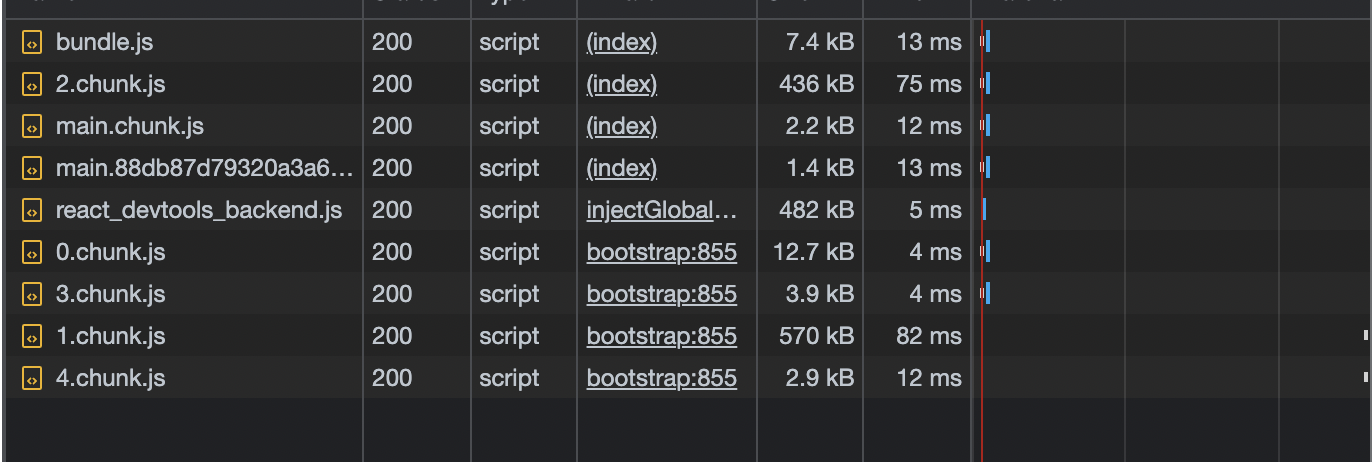 bundle.js 200 script (index) 7.4 kB 13 ms
2.chunk.js 200 script (index) 436 kB 75 ms
main.chunk.js 200 script (index) 2.2 kB 12 ms
main.88db87d79320a3a6... 200 script (index) 1.4 kB 13 ms
react_devtools_backend.js 200 script injectGlobal... 482 kB 5 ms
0.chunk.js 200 script bootstrap:855 12.7 kB 4 ms
3.chunk.js 200 script bootstrap:855 3.9 kB 4 ms
1.chunk.js 200 script bootstrap:855 570 kB 82 ms
4.chunk.js 200 script bootstrap:855 2.9 kB 12 ms